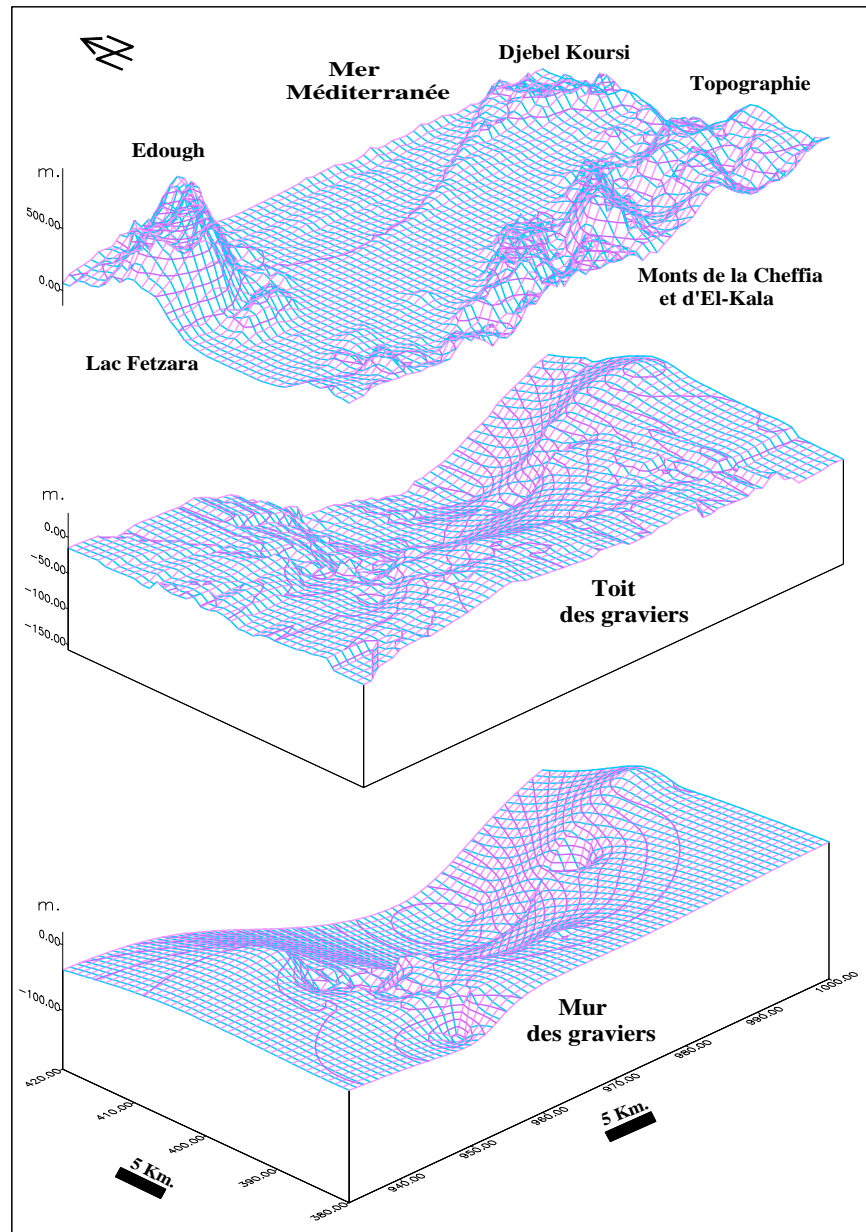 Djebel Koursi
Mer
Méditerranée
Topographie
Edough
m.
500.00
0.00
Monts de la Cheffia
et d'El-Kala
Lac Fetzara
m.
0.00
-50.00
-100.00
-150.00
Toit
des graviers
m.
0.00
-100.00
Mur
des graviers
420.00
410.00
400.00
390.00
380.00
940.00
950.00
960.00
970.00
980.00
990.00
1000.00
5 Km.
5 Km.